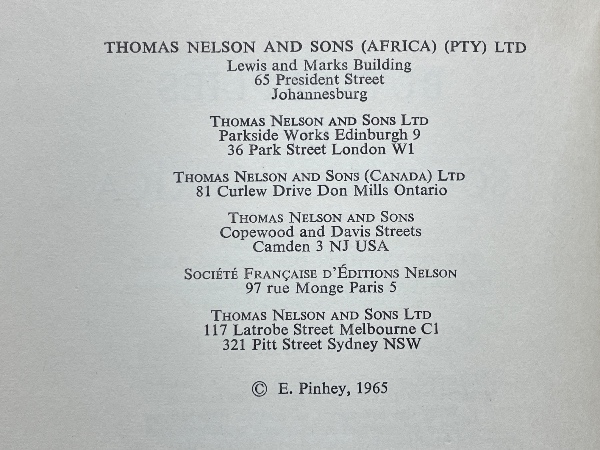 THOMAS NELSON AND SONS (AFRICA) (PTY) LTD
Lewis and Marks Building
65 President Street
Johannesburg
THOMAS NELSON AND SONS LTD
Parkside Works Edinburgh 9
36 Park Street London W1
THOMAS NELSON AND SONS (CANADA) LTD
81 Curlew Drive Don Mills Ontario
THOMAS NELSON AND SONS
Copewood and Davis Streets
Camden 3 NJ USA
SOCIÉTÉ FRANÇAISE D'ÉDITIONS NELSON
97 rue Monge Paris 5
THOMAS NELSON AND SONS LTD
117 Latrobe Street Melbourne C1
321 Pitt Street Sydney NSW
© E. Pinhey, 1965